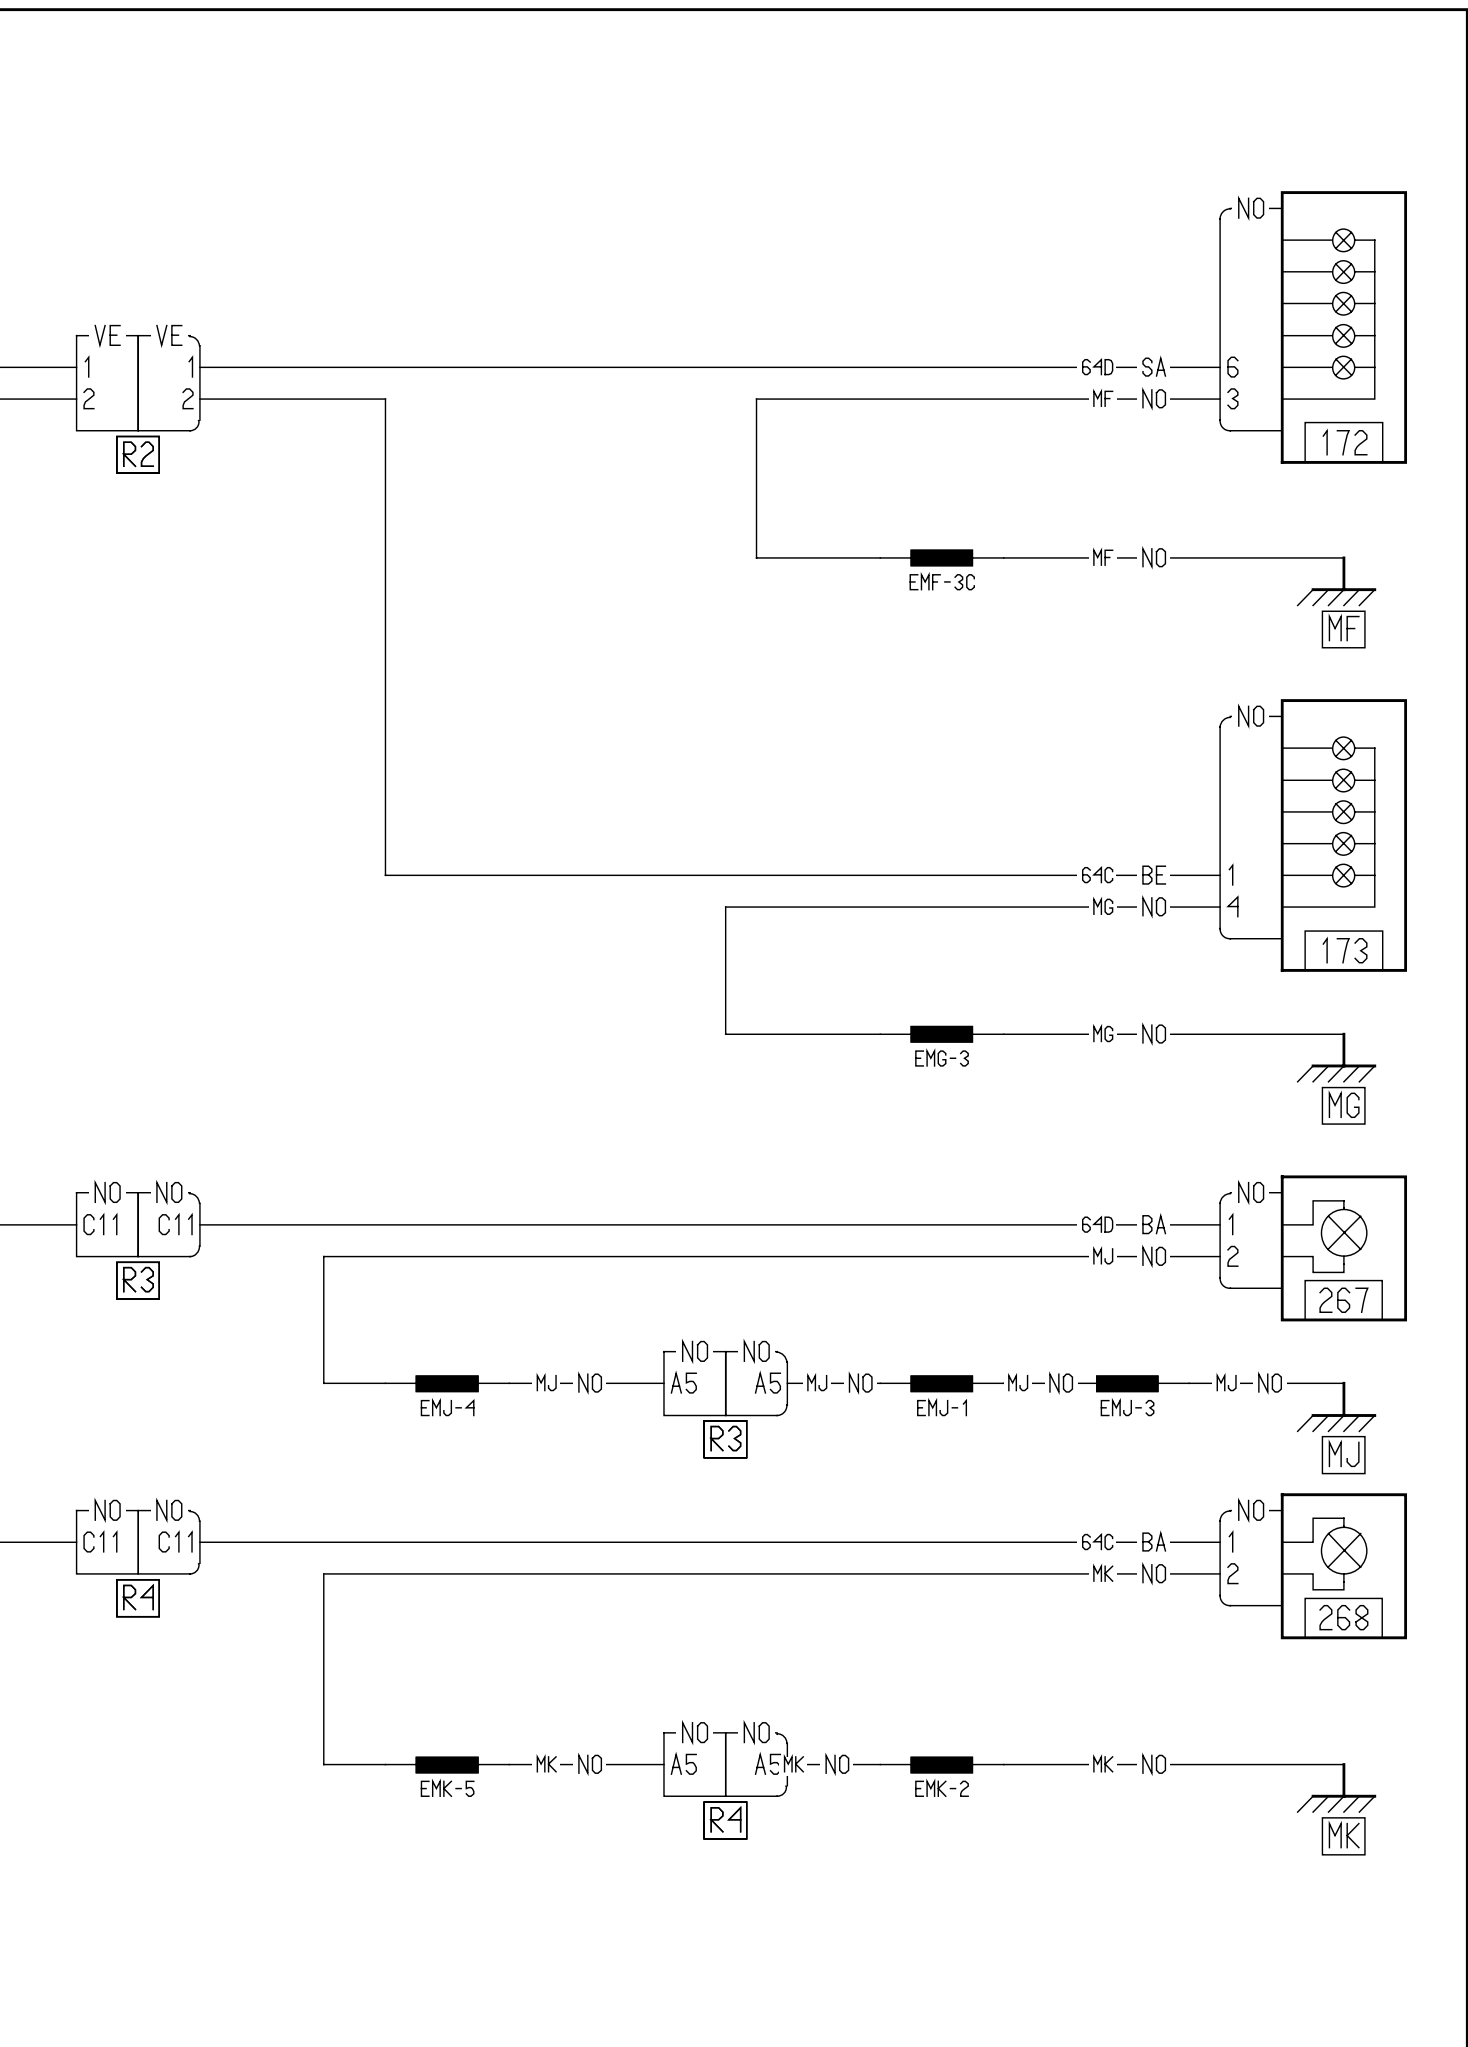 NO
VE VE
1 1 64D SA 6
2 2 MF NO 3
R2 172
MF NO
EMF-3C
MF
NO
64C BE 1
MG NO 4
173
MG NO
EMG-3
MG
NO NO NO
C11 C11 64D BA 1
MJ NO 2
R3 267
NO NO
MJ NO A5 A5 MJ NO MJ NO MJ NO
EMJ-4 EMJ-1 EMJ-3
R3 MJ
NO NO NO
C11 C11 64C BA 1
MK NO 2
R4 268
NO NO
MK NO A5 A5 MK NO MK NO
EMK-5 EMK-2
R4 MK